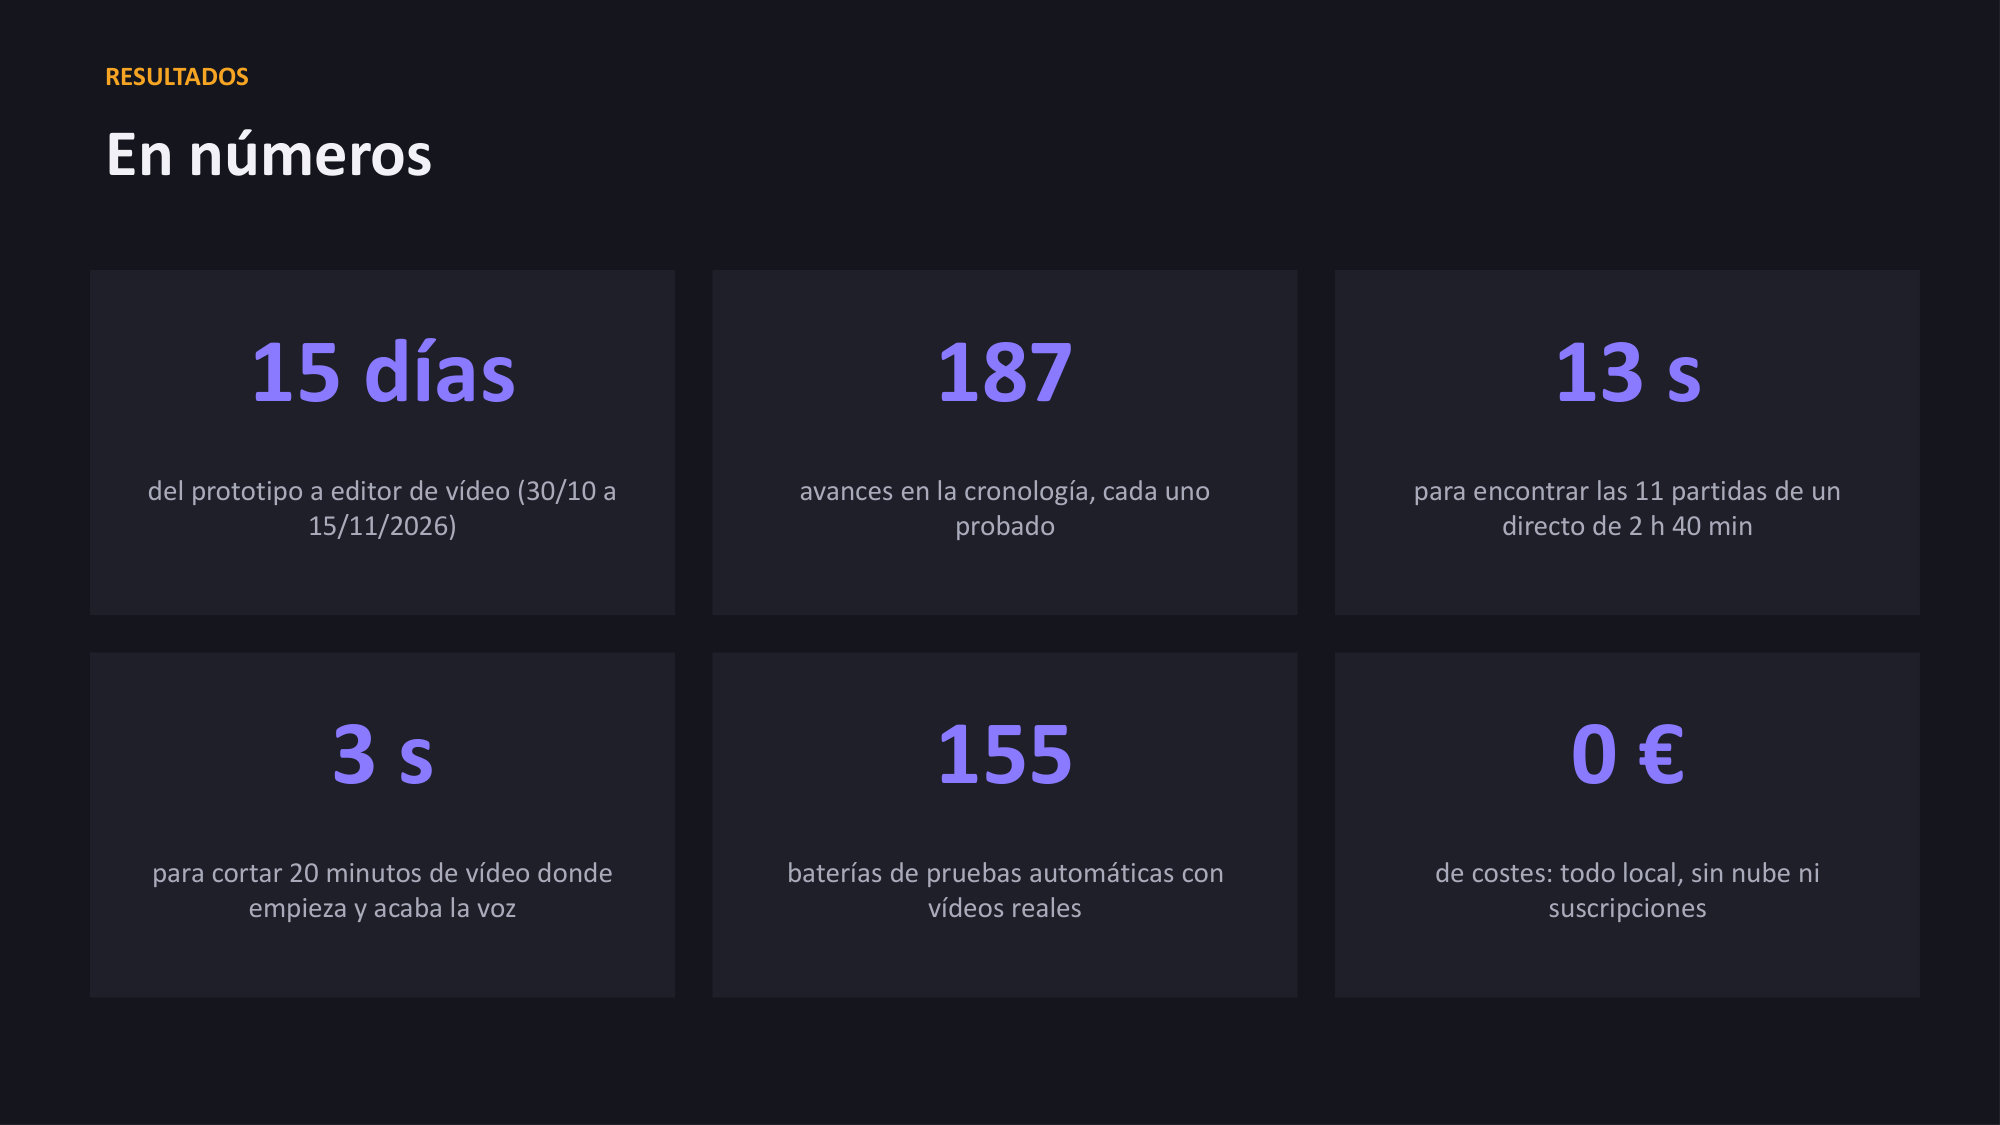 RESULTADOS
En números
15 días
del prototipo a editor de vídeo (30/10 a
15/11/2026)
187
avances en la cronología, cada uno
probado
13 s
para encontrar las 11 partidas de un
directo de 2 h 40 min
3 s
para cortar 20 minutos de vídeo donde
empieza y acaba la voz
155
baterías de pruebas automáticas con
vídeos reales
0 €
de costes: todo local, sin nube ni
suscripciones